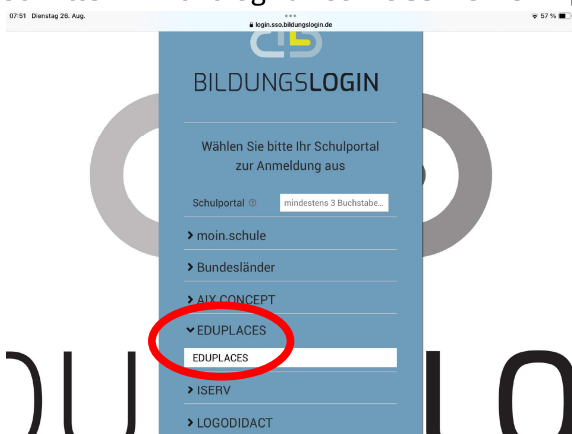 07:51 Dienstag 26. Aug.
login.sso.bildungslogin.de
57 %
BILDUNGSLOGIN
Wählen Sie bitte Ihr Schulportal
zur Anmeldung aus
Schulportal mindestens 3 Buchstabe...
moin.schule
Bundesländer
AIX CONCEPT
EDUPLACES
EDUPLACES
ISERV
LOGODIDACT